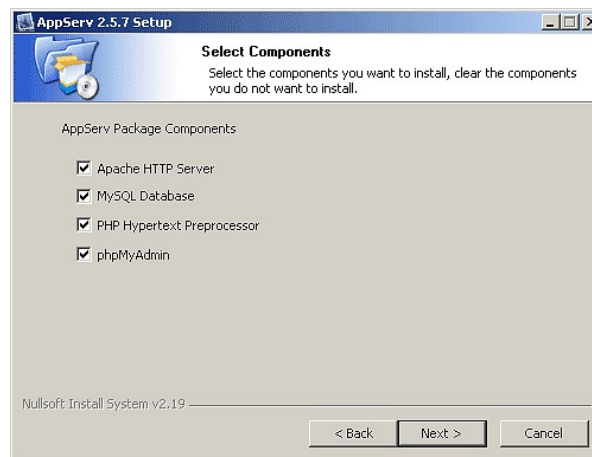 AppServ 2.5.7 Setup
Select Components
Select the components you want to install, clear the components
you do not want to install.
AppServ Package Components
Apache HTTP Server
MySQL Database
PHP Hypertext Preprocessor
phpMyAdmin
Nullsoft Install System v2.19
< Back
Next >
Cancel